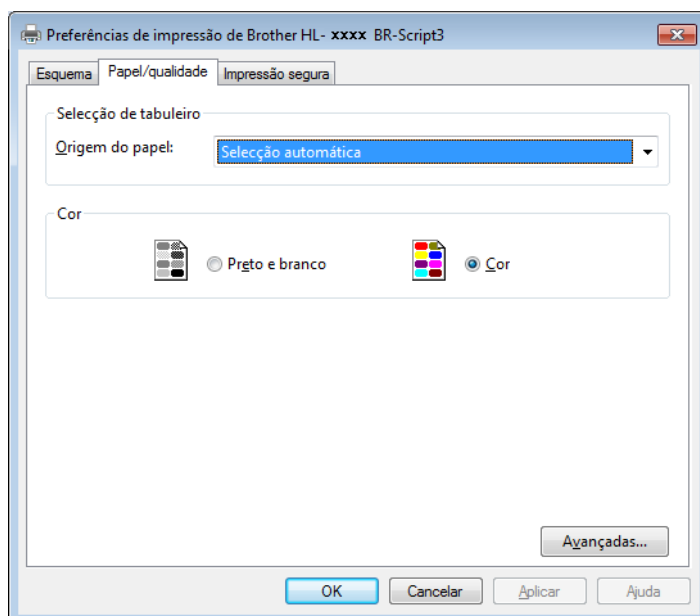 Preferências de impressão de Brother HL- xxxx BR-Script3
Esquema Papel/qualidade Impressão segura
Selecção de tabuleiro
Origem do papel: Selecção automática
Cor
Preto e branco Cor
Avançadas...
OK Cancelar Aplicar Ajuda